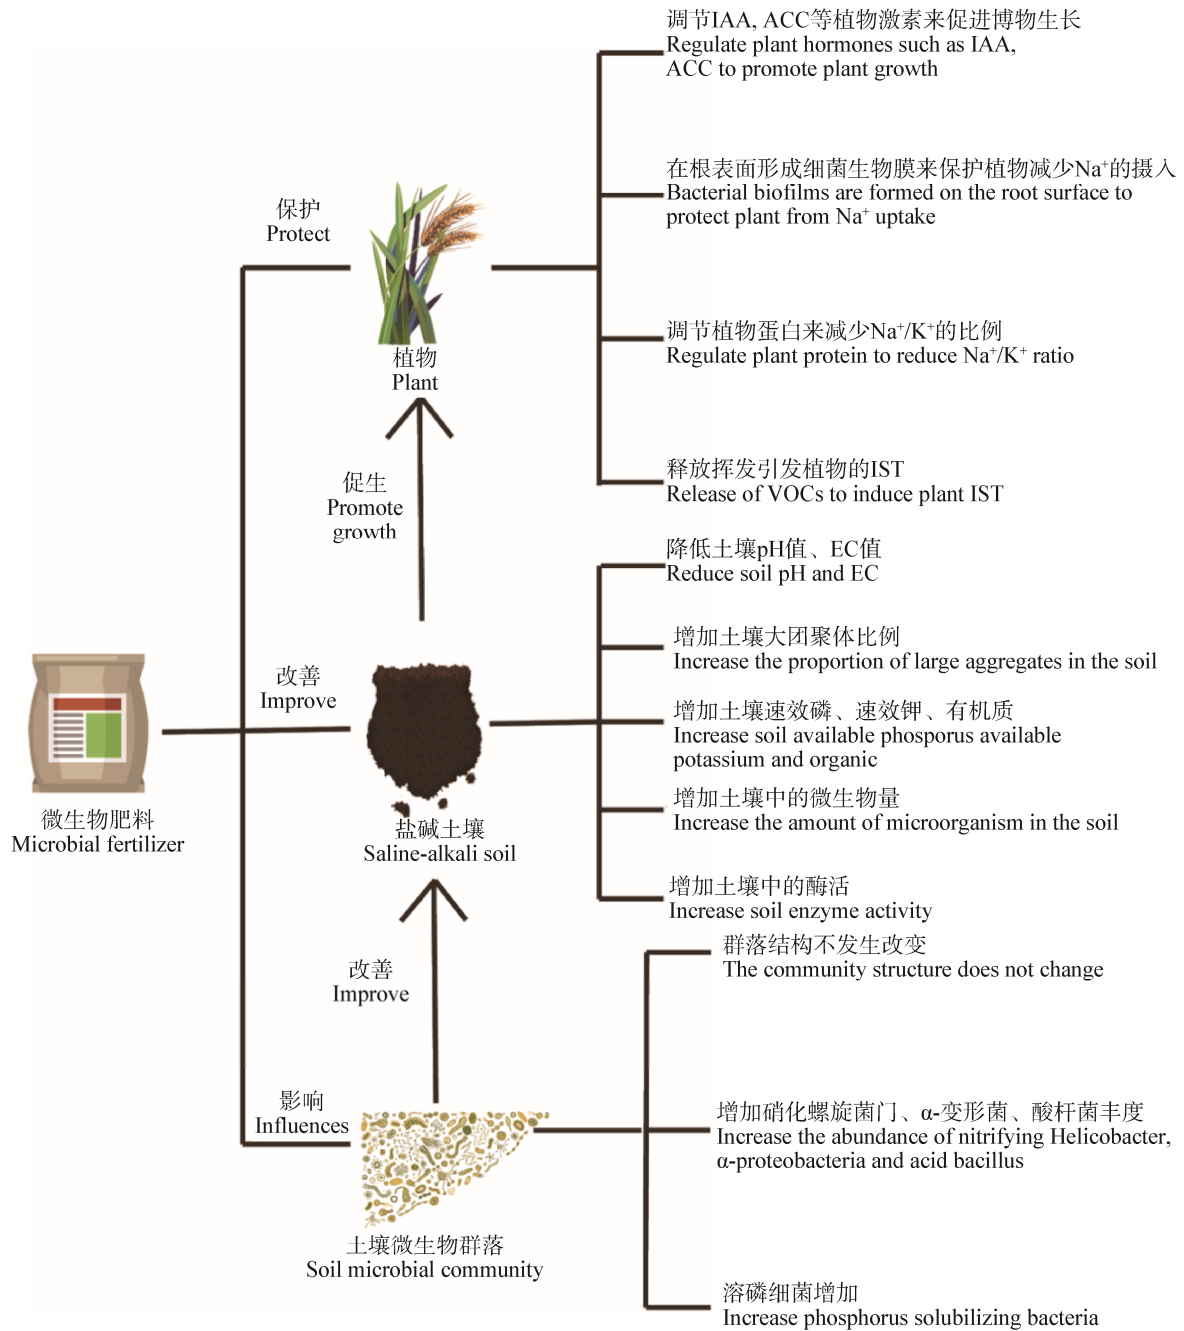 调节IAA, ACC等植物激素来促进博物生长
Regulate plant hormones such as IAA,
ACC to promote plant growth
在根表面形成细菌生物膜来保护植物减少Na⁺的摄入
Bacterial biofilms are formed on the root surface to
protect plant from Na⁺ uptake
保护
Protect
调节植物蛋白来减少Na⁺/K⁺的比例
Regulate plant protein to reduce Na⁺/K⁺ ratio
植物
Plant
释放挥发引发植物的IST
Release of VOCs to induce plant IST
促生
Promote
growth
降低土壤pH值、EC值
Reduce soil pH and EC
增加土壤大团聚体比例
Increase the proportion of large aggregates in the soil
改善
Improve
增加土壤速效磷、速效钾、有机质
Increase soil available phosporus available
potassium and organic
增加土壤中的微生物量
Increase the amount of microorganism in the soil
微生物肥料
Microbial fertilizer
盐碱土壤
Saline-alkali soil
增加土壤中的酶活
Increase soil enzyme activity
群落结构不发生改变
The community structure does not change
改善
Improve
影响
Influences
增加硝化螺旋菌门、α-变形菌、酸杆菌丰度
Increase the abundance of nitrifying Helicobacter,
α-proteobacteria and acid bacillus
土壤微生物群落
Soil microbial community
溶磷细菌增加
Increase phosphorus solubilizing bacteria